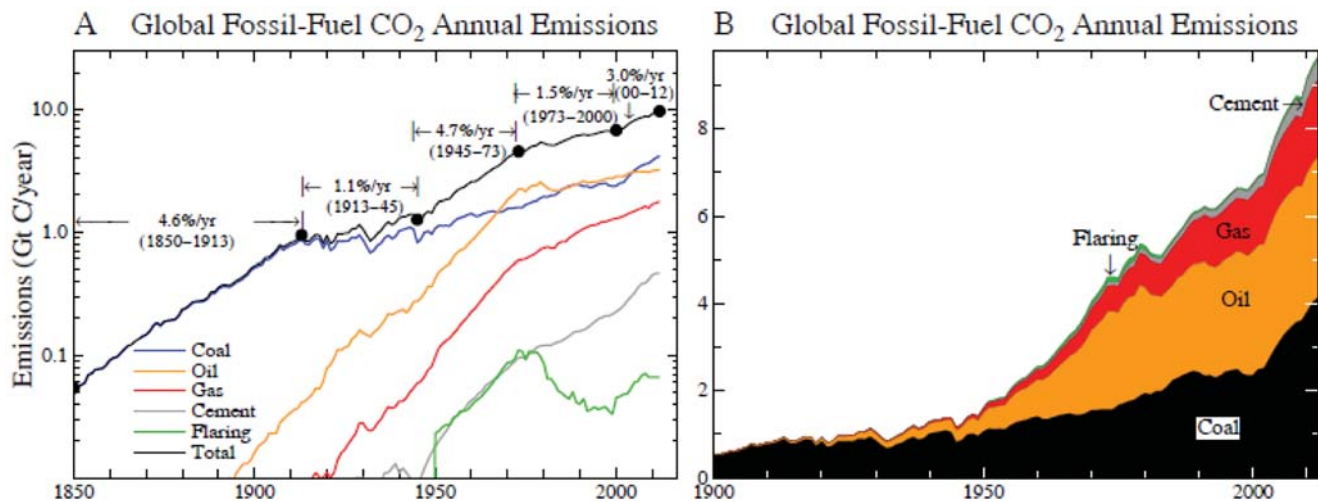 A Global Fossil-Fuel CO₂ Annual Emissions
Emissions (Gt C/year)
10.0
1.0
0.1
4.6%/yr
(1850–1913)
1.1%/yr
(1913–45)
4.7%/yr
(1945–73)
1.5%/yr
(1973–2000)
3.0%/yr
(00–12)
Coal
Oil
Gas
Cement
Flaring
Total
1850 1900 1950 2000
B Global Fossil-Fuel CO₂ Annual Emissions
8
6
4
2
0
Cement
Flaring
Gas
Oil
Coal
1900 1950 2000